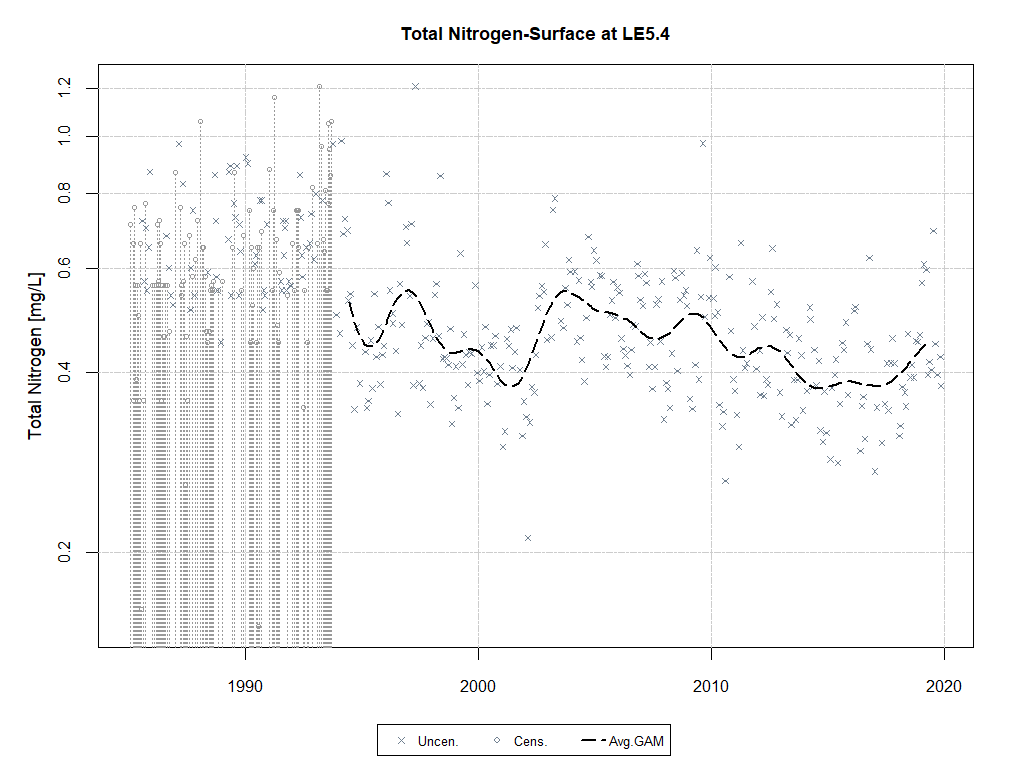 Total Nitrogen-Surface at LE5.4
Total Nitrogen [mg/L]
1.2
1.0
0.8
0.6
0.4
0.2
1990 2000 2010 2020
Uncen. Cens. Avg.GAM